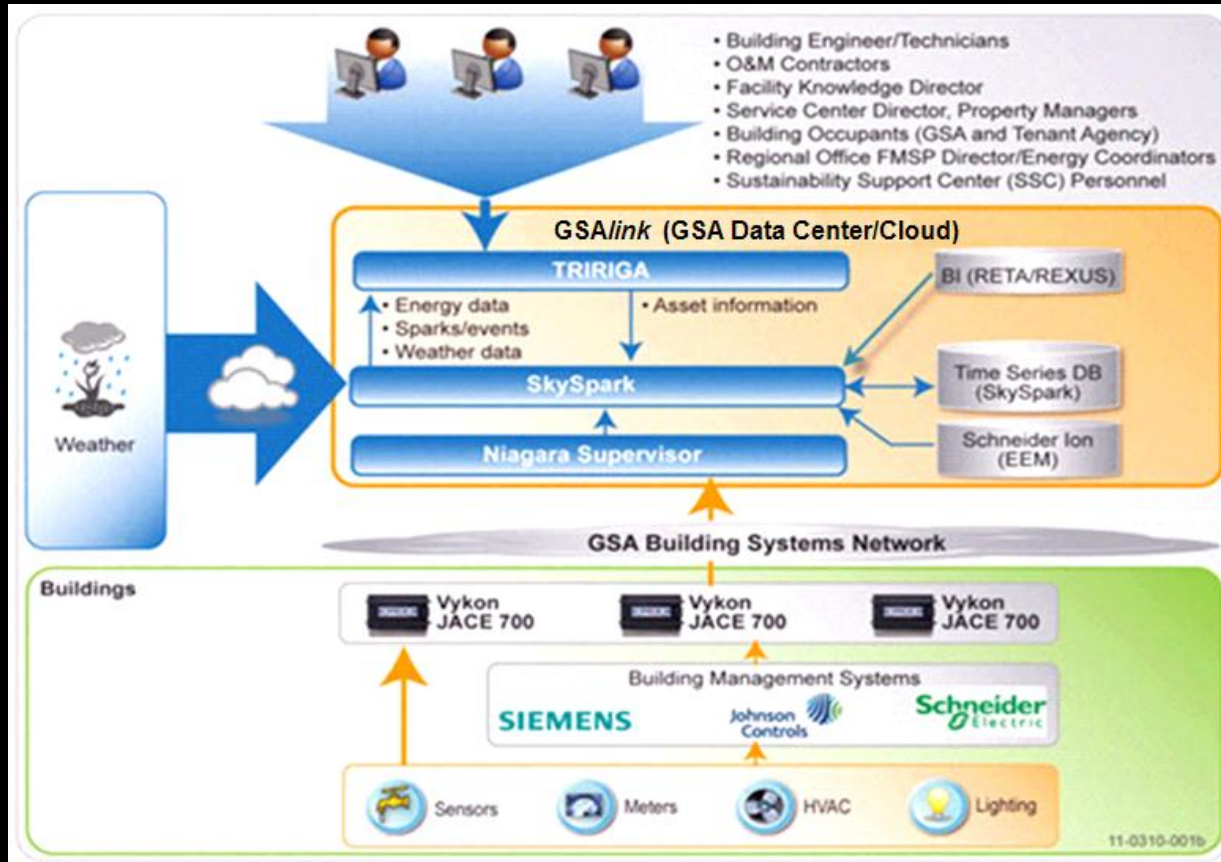 • Building Engineer/Technicians
• O&M Contractors
• Facility Knowledge Director
• Service Center Director, Property Managers
• Building Occupants (GSA and Tenant Agency)
• Regional Office FMSP Director/Energy Coordinators
• Sustainability Support Center (SSC) Personnel
Weather
GSAlink (GSA Data Center/Cloud)
TRIRIGA
• Energy data
• Sparks/events
• Weather data
• Asset information
SkySpark
Niagara Supervisor
BI (RETA/REXUS)
Time Series DB
(SkySpark)
Schneider Ion
(EEM)
GSA Building Systems Network
Buildings
Vykon
JACE 700
Vykon
JACE 700
Vykon
JACE 700
Building Management Systems
SIEMENS
Johnson
Controls
Schneider
Electric
Sensors
Meters
HVAC
Lighting
11-0310-001b